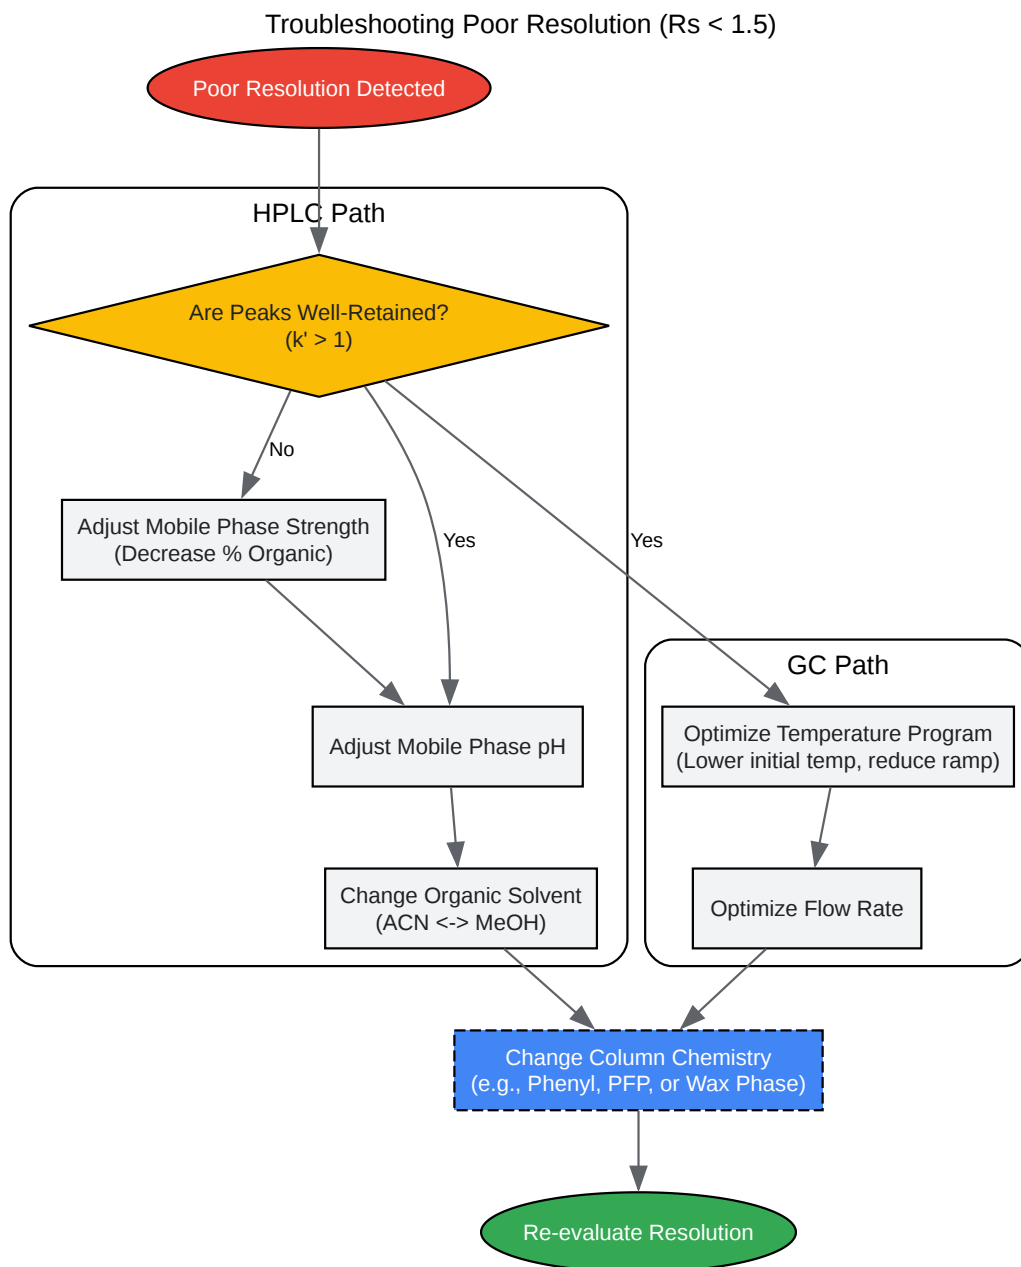 Troubleshooting Poor Resolution (Rs < 1.5)
Poor Resolution Detected
HPLC Path
Are Peaks Well-Retained?
(k' > 1)
No
Adjust Mobile Phase Strength
(Decrease % Organic)
Yes
Yes
GC Path
Adjust Mobile Phase pH
Optimize Temperature Program
(Lower initial temp, reduce ramp)
Change Organic Solvent
(ACN <-> MeOH)
Optimize Flow Rate
Change Column Chemistry
(e.g., Phenyl, PFP, or Wax Phase)
Re-evaluate Resolution